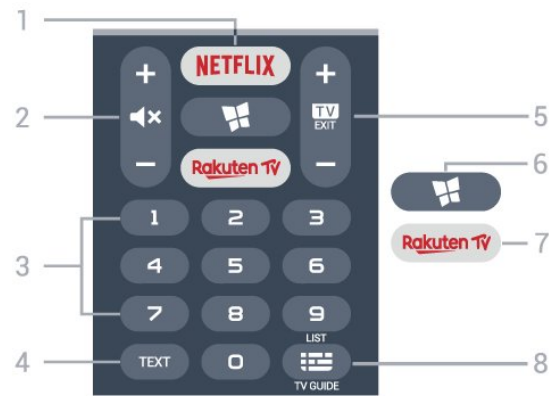 1
NETFLIX
2
TV
EXIT
5
6
Rakuten TV
Rakuten TV
7
3
1 2 3
4 5 6
7 8 9
LIST
4
TEXT 0
8
TV GUIDE